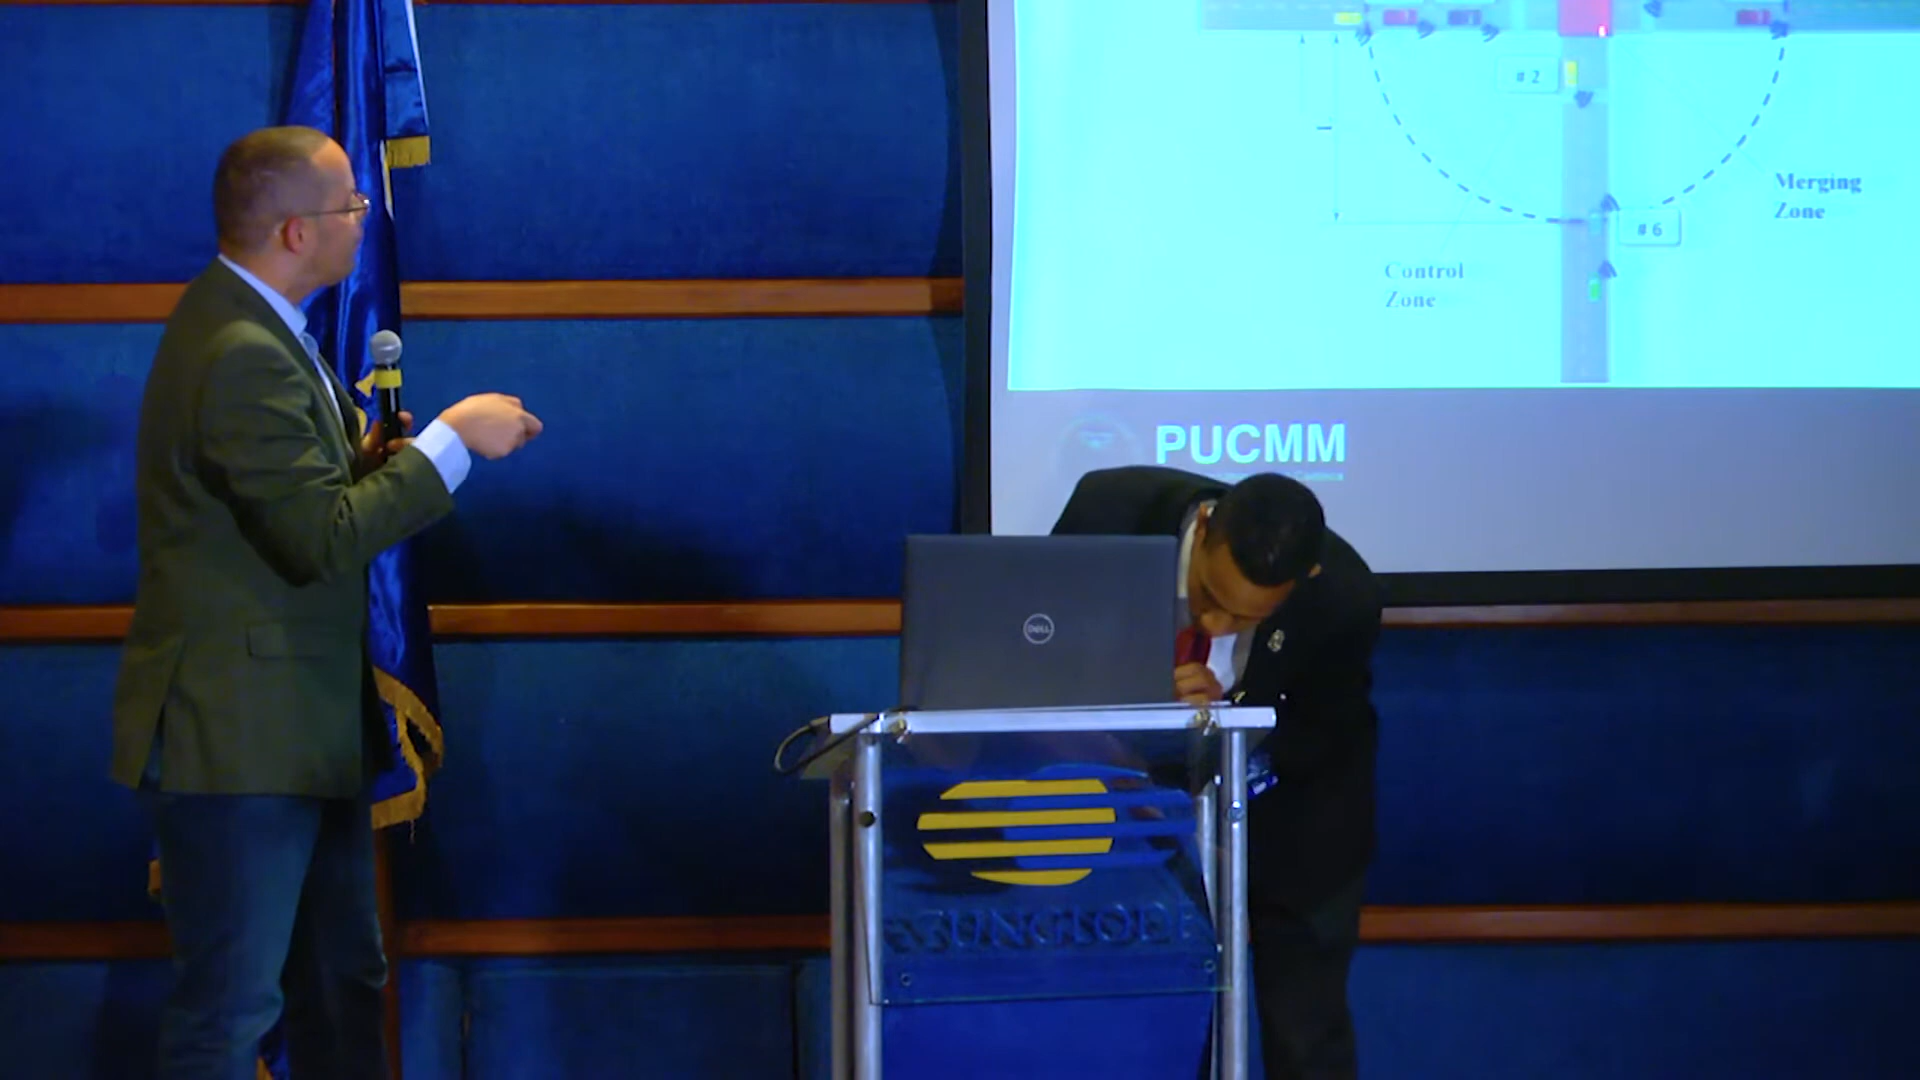 # 2
Merging
Zone
# 6
Control
Zone
PUCMM
DELL